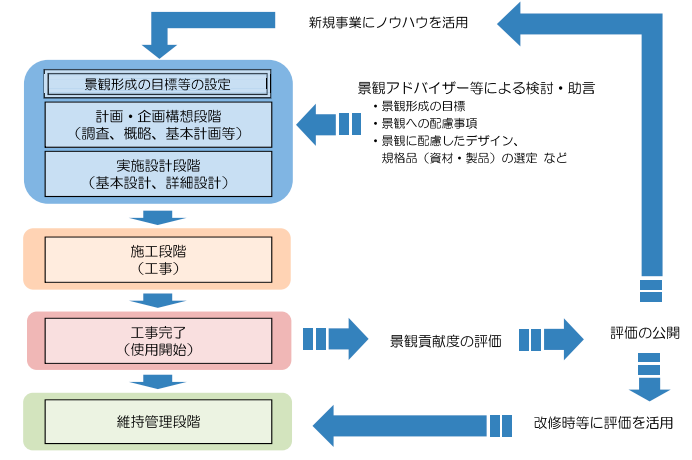 新規事業にノウハウを活用
景観形成の目標等の設定
計画・企画構想段階
（調査、概略、基本計画等）
実施設計段階
（基本設計、詳細設計）
景観アドバイザー等による検討・助言
・景観形成の目標
・景観への配慮事項
・景観に配慮したデザイン、
規格品（資材・製品）の選定 など
施工段階
（工事）
工事完了
（使用開始）
景観貢献度の評価
評価の公開
維持管理段階
改修時等に評価を活用